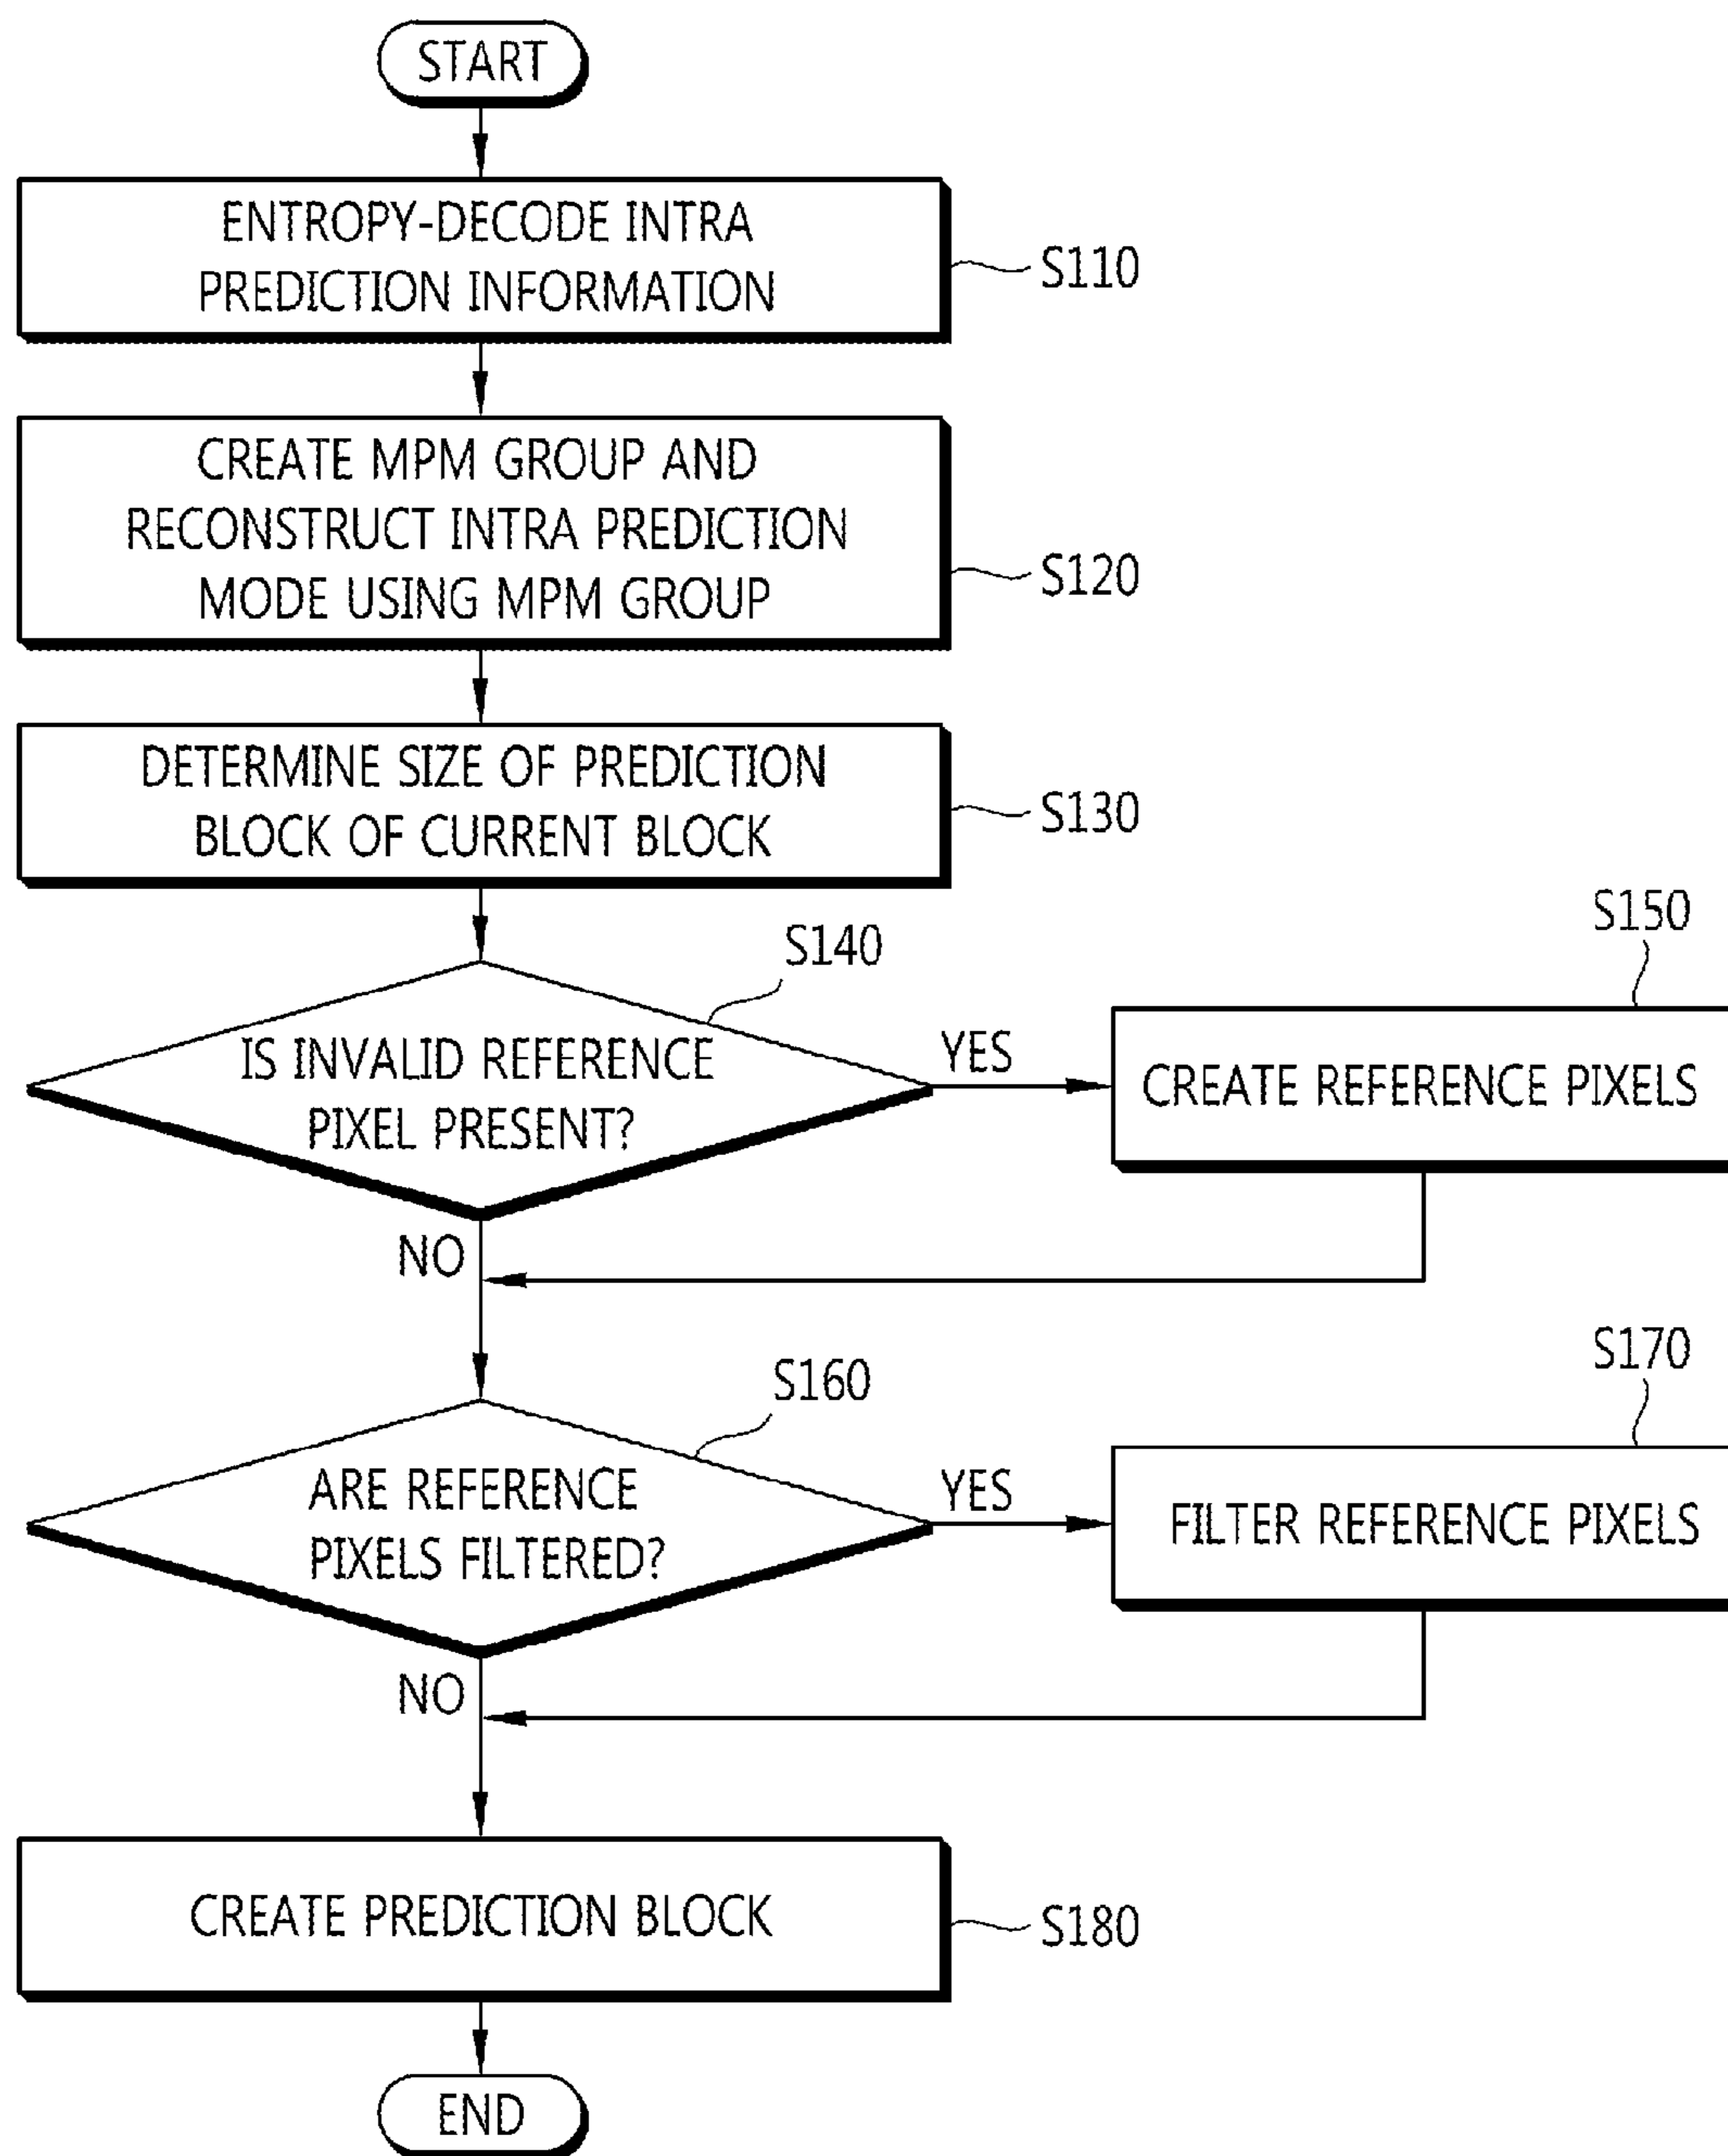 START
ENTROPY-DECODE INTRA
PREDICTION INFORMATION
S110
CREATE MPM GROUP AND
RECONSTRUCT INTRA PREDICTION
MODE USING MPM GROUP
S120
DETERMINE SIZE OF PREDICTION
BLOCK OF CURRENT BLOCK
S130
S140
IS INVALID REFERENCE
PIXEL PRESENT?
YES
S150
CREATE REFERENCE PIXELS
NO
S160
ARE REFERENCE
PIXELS FILTERED?
YES
S170
FILTER REFERENCE PIXELS
NO
CREATE PREDICTION BLOCK
S180
END